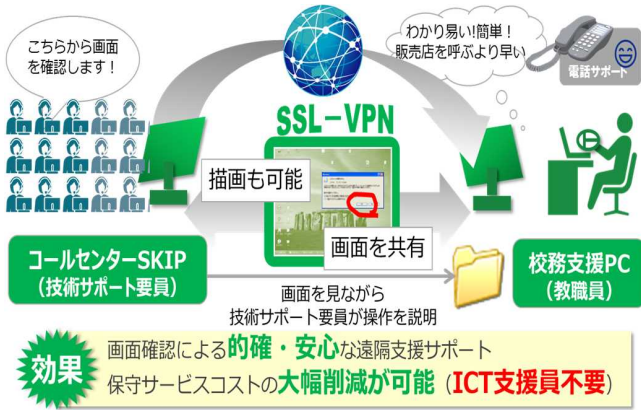 こちらから画面
を確認します！
わかり易い!簡単！
販売店を呼ぶより早い
電話サポート
SSL－VPN
描画も可能
画面を共有
コールセンターSKIP
（技術サポート要員）
校務支援PC
（教職員）
画面を見ながら
技術サポート要員が操作を説明
効果
画面確認による的確・安心な遠隔支援サポート
保守サービスコストの大幅削減が可能（ICT支援員不要）